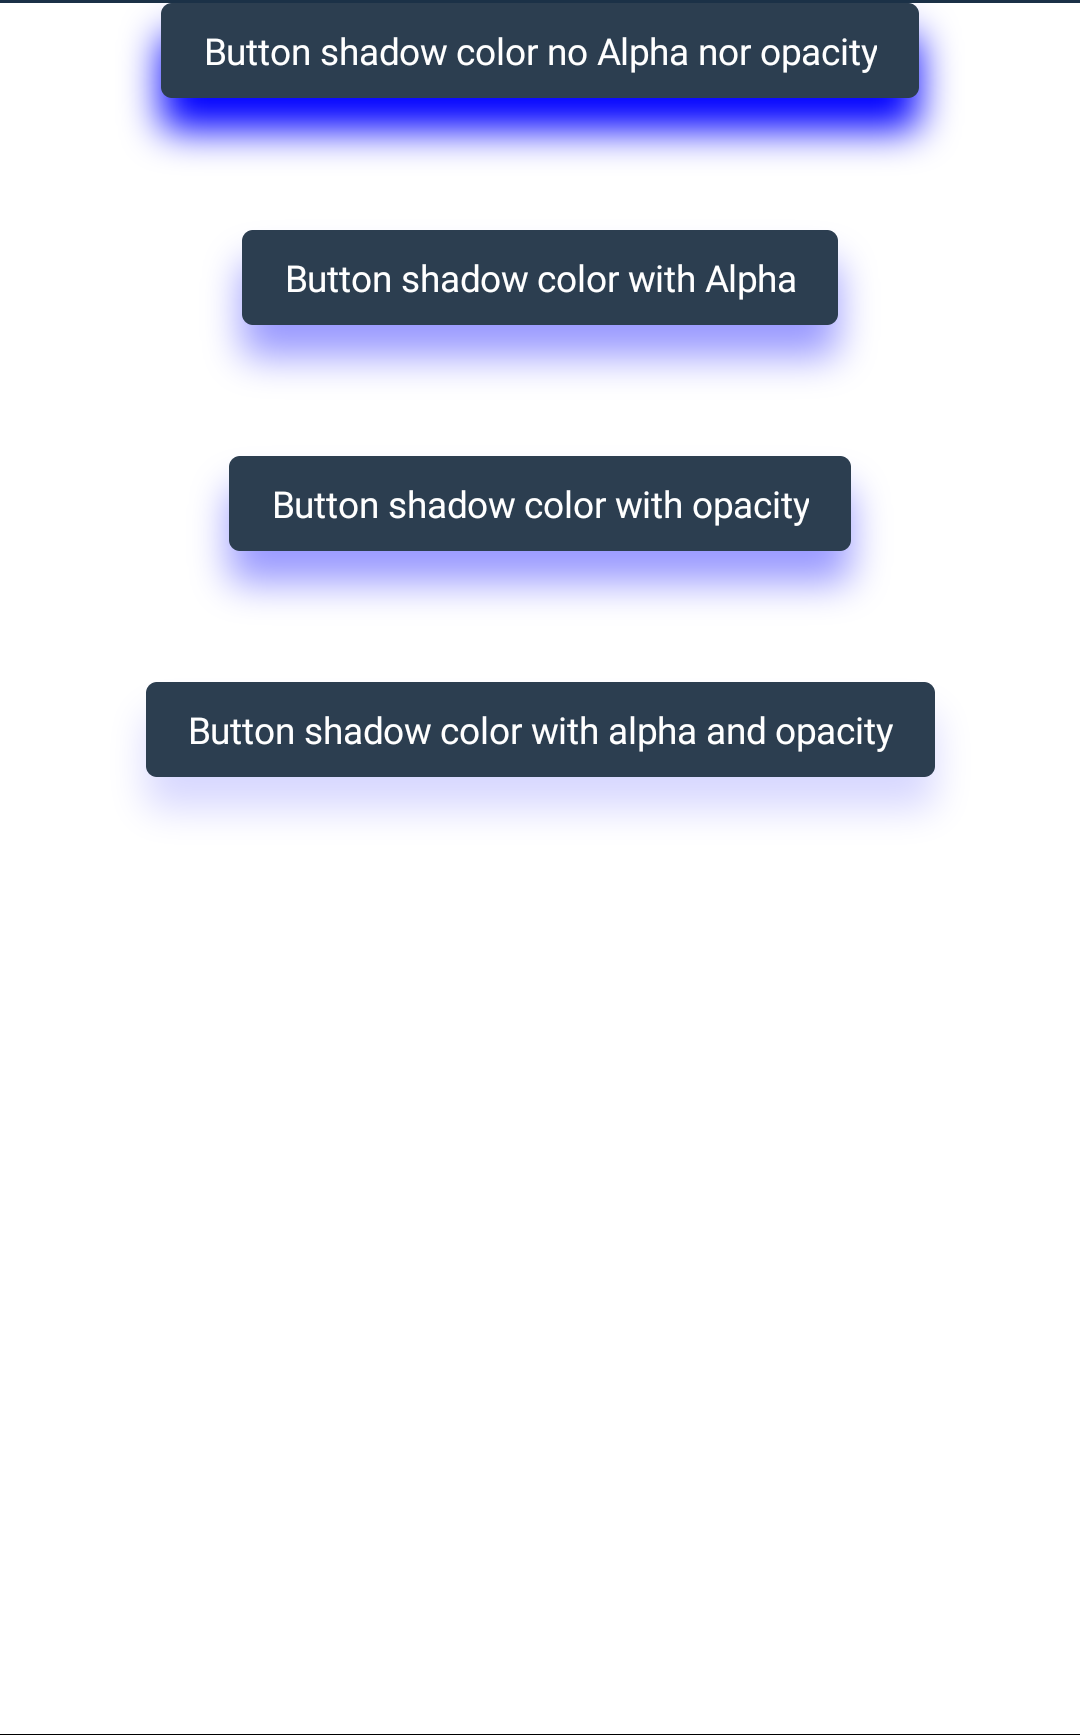 Button shadow color no Alpha nor opacity
Button shadow color with Alpha
Button shadow color with opacity
Button shadow color with alpha and opacity